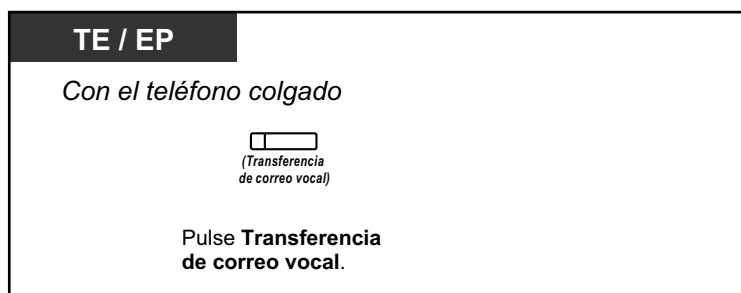 TE / EP
Con el teléfono colgado
(Transferencia
de correo vocal)
Pulse Transferencia
de correo vocal.